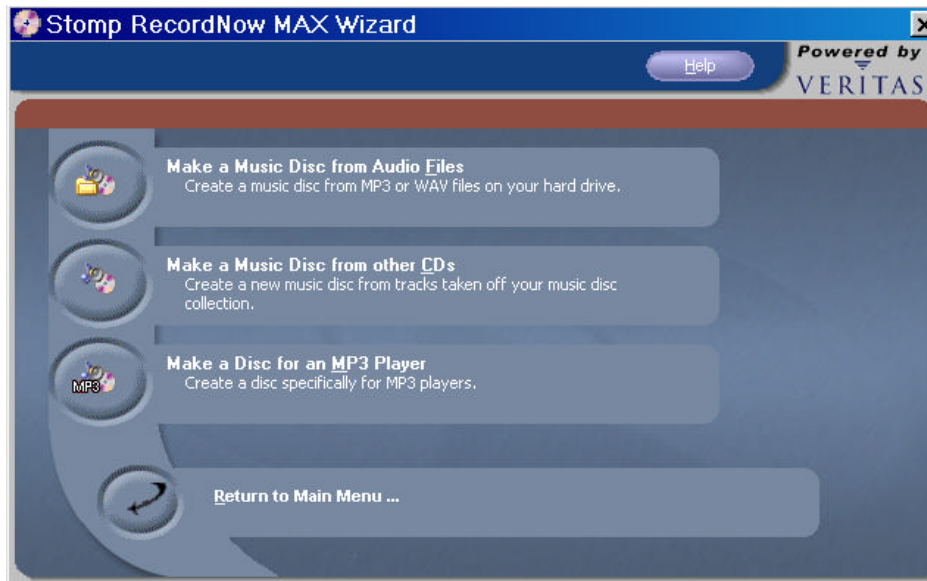 Stomp RecordNow MAX Wizard
Help
Powered by
VERITAS
Make a Music Disc from Audio Files
Create a music disc from MP3 or WAV files on your hard drive.
Make a Music Disc from other CDs
Create a new music disc from tracks taken off your music disc
collection.
Make a Disc for an MP3 Player
Create a disc specifically for MP3 players.
MP3
Return to Main Menu ...